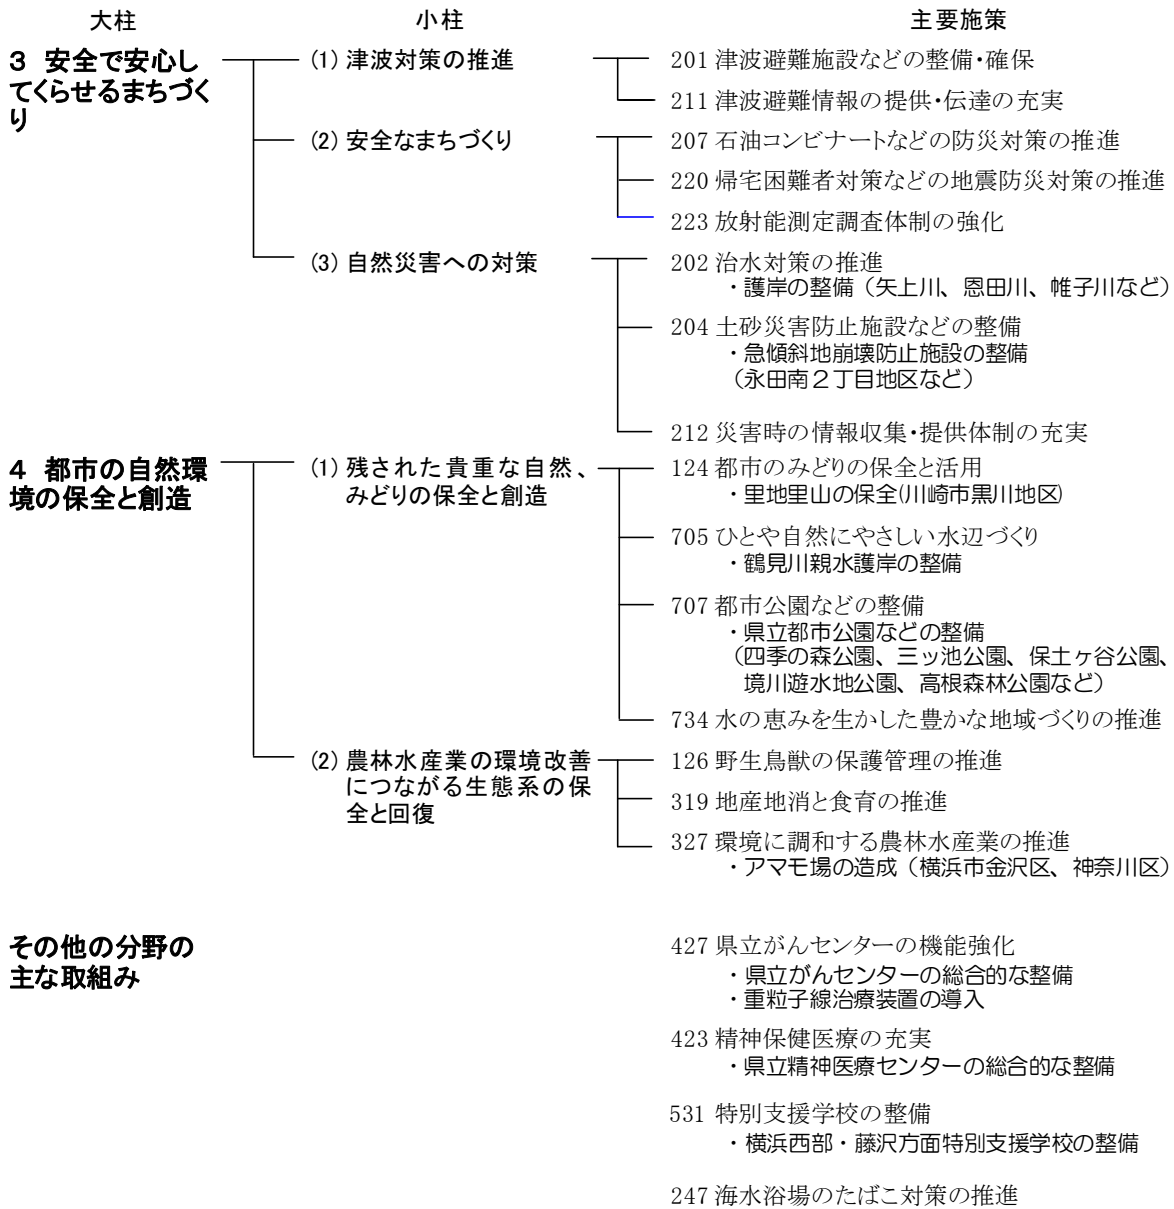 大柱　小柱　主要施策
３　安全で安心し
てくらせるまちづく
り
(1) 津波対策の推進
201 津波避難施設などの整備・確保
211 津波避難情報の提供・伝達の充実
(2) 安全なまちづくり
207 石油コンビナートなどの防災対策の推進
220 帰宅困難者対策などの地震防災対策の推進
223 放射能測定調査体制の強化
(3) 自然災害への対策
202 治水対策の推進
・護岸の整備（矢上川、恩田川、帷子川など）
204 土砂災害防止施設などの整備
・急傾斜地崩壊防止施設の整備
（永田南２丁目地区など）
212 災害時の情報収集・提供体制の充実
４　都市の自然環
境の保全と創造
(1) 残された貴重な自然、
みどりの保全と創造
124 都市のみどりの保全と活用
・里地里山の保全(川崎市黒川地区)
705 ひとや自然にやさしい水辺づくり
・鶴見川親水護岸の整備
707 都市公園などの整備
・県立都市公園などの整備
（四季の森公園、三ッ池公園、保土ヶ谷公園、
境川遊水地公園、高根森林公園など）
734 水の恵みを生かした豊かな地域づくりの推進
(2) 農林水産業の環境改善
につながる生態系の保
全と回復
126 野生鳥獣の保護管理の推進
319 地産地消と食育の推進
327 環境に調和する農林水産業の推進
・アマモ場の造成（横浜市金沢区、神奈川区）
その他の分野の
主な取組み
427 県立がんセンターの機能強化
・県立がんセンターの総合的な整備
・重粒子線治療装置の導入
423 精神保健医療の充実
・県立精神医療センターの総合的な整備
531 特別支援学校の整備
・横浜西部・藤沢方面特別支援学校の整備
247 海水浴場のたばこ対策の推進